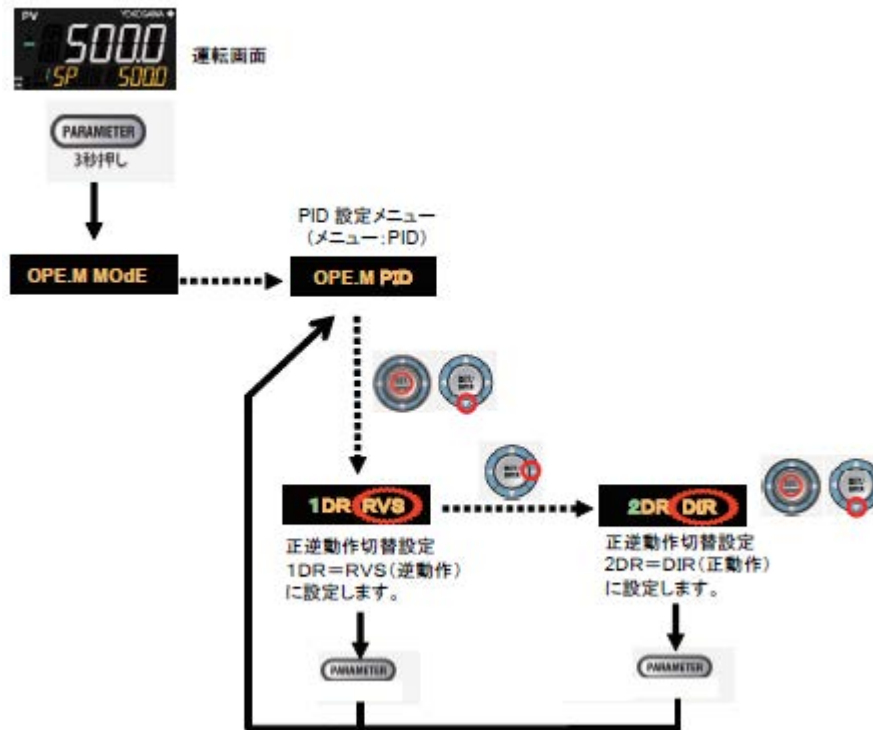 PV
YOKOGAWA
500.0
SP 500.0
運転画面
PARAMETER
3秒押し
PID 設定メニュー
(メニュー:PID)
OPE.M MOdE
OPE.M PID
1DR RVS
2DR DIR
正逆動作切替設定
1DR=RVS(逆動作)
に設定します。
正逆動作切替設定
2DR=DIR(正動作)
に設定します。
PARAMETER
PARAMETER